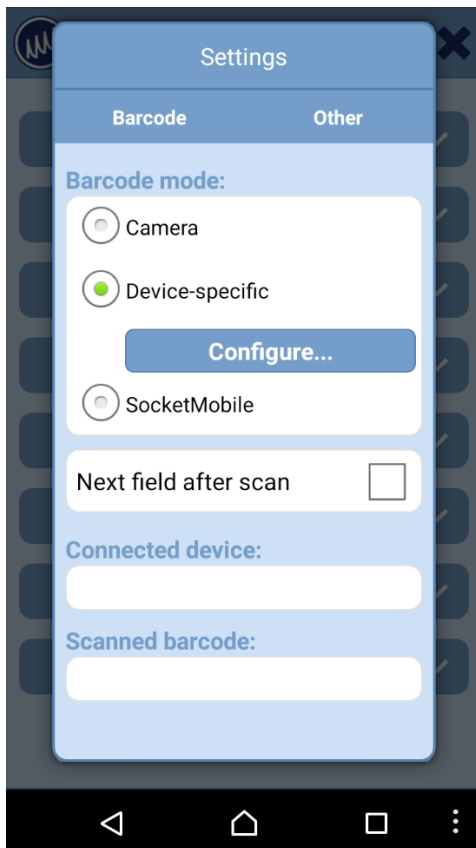 Settings
Barcode Other
Barcode mode:
Camera
Device-specific
Configure...
SocketMobile
Next field after scan
Connected device:
Scanned barcode: